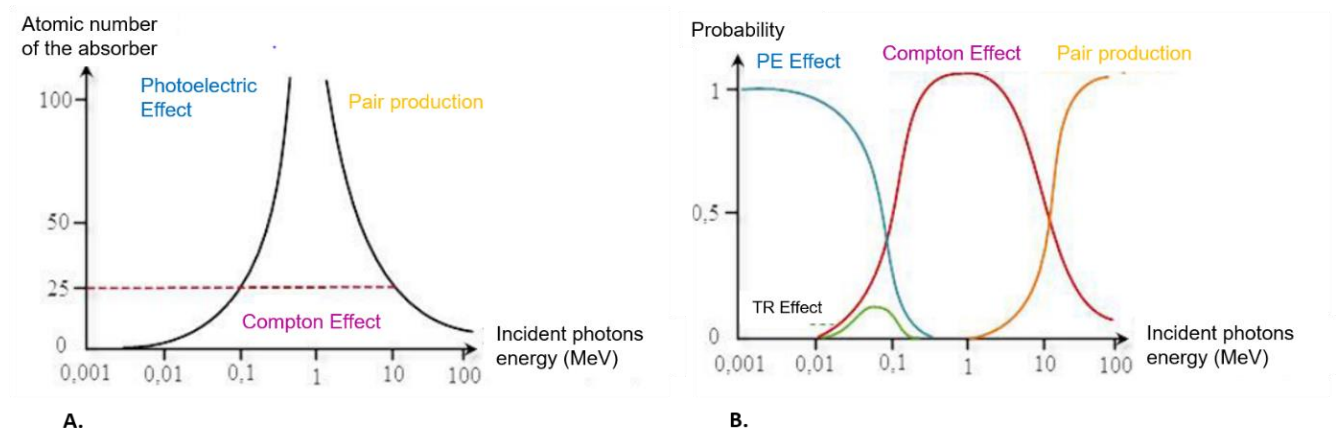 Atomic number
of the absorber
Photoelectric
Effect
Pair production
100
50
25
0
Compton Effect
Incident photons
energy (MeV)
0,001
0,01
0,1
1
10
100
A.
Probability
PE Effect
Compton Effect
Pair production
1
0,5
TR Effect
0
Incident photons
energy (MeV)
0,001
0,01
0,1
1
10
100
B.